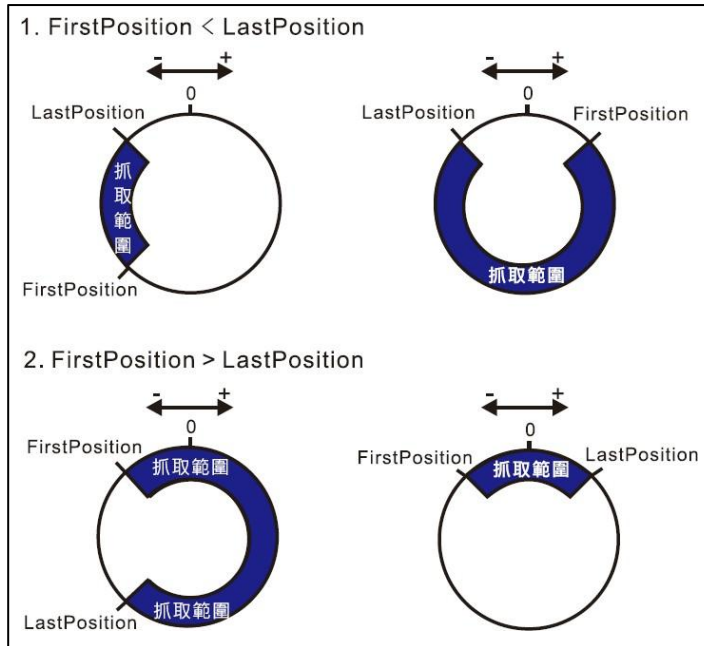 1. FirstPosition < LastPosition
- +
0
LastPosition
抓
取
範
圍
FirstPosition
- +
0
LastPosition
FirstPosition
抓取範圍
2. FirstPosition > LastPosition
- +
0
FirstPosition
抓取範圍
抓取範圍
LastPosition
- +
0
FirstPosition
LastPosition
抓取範圍